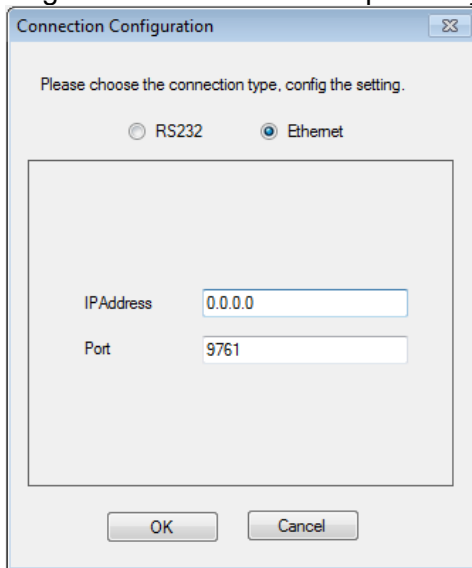 Connection Configuration
Please choose the connection type, config the setting.
RS232 Ethernet
IPAddress 0.0.0.0
Port 9761
OK Cancel